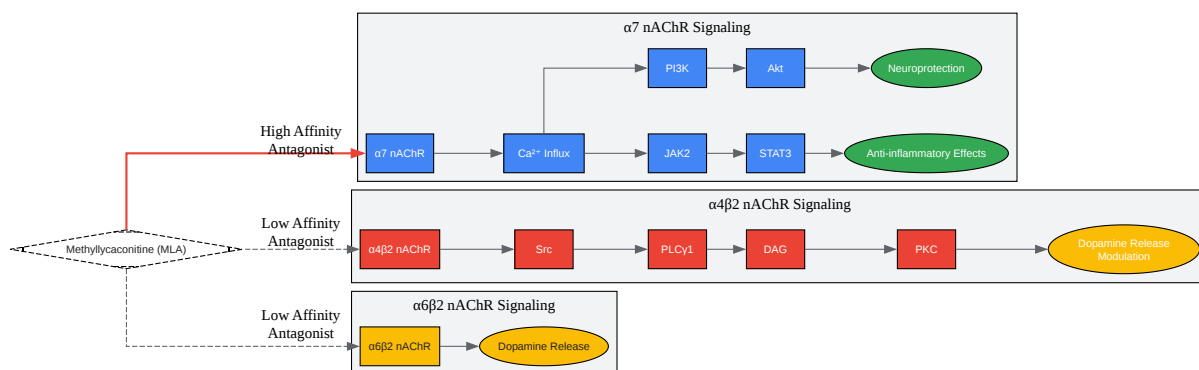 α7 nAChR Signaling
PI3K
Akt
Neuroprotection
High Affinity
Antagonist
α7 nAChR
Ca²⁺ Influx
JAK2
STAT3
Anti-inflammatory Effects
α4β2 nAChR Signaling
Low Affinity
Antagonist
Methyllycaconitine (MLA)
α4β2 nAChR
Src
PLCγ1
DAG
PKC
Dopamine Release
Modulation
α6β2 nAChR Signaling
Low Affinity
Antagonist
α6β2 nAChR
Dopamine Release